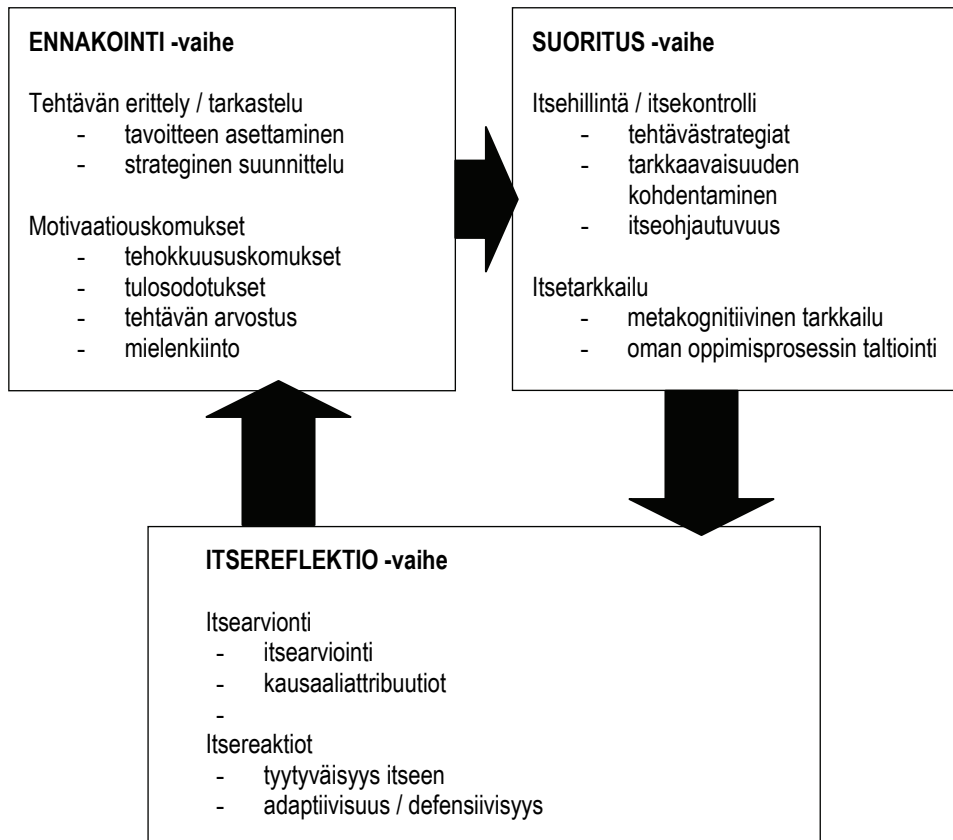 ENNAKOINTI -vaihe
Tehtävän erittely / tarkastelu
- tavoitteen asettaminen
- strateginen suunnittelu
Motivaatiouskomukset
- tehokkuususkomukset
- tulosodotukset
- tehtävän arvostus
- mielenkiinto
SUORITUS -vaihe
Itsehillintä / itsekontrolli
- tehtävästrategiat
- tarkkaavaisuuden
kohdentaminen
- itseohjautuvuus
Itsetarkkailu
- metakognitiivinen tarkkailu
- oman oppimisprosessin taltiointi
ITSEREFLEKTIO -vaihe
Itsearvionti
- itsearviointi
- kausaaliattribuutiot
-
Itsereaktiot
- tyytyväisyys itseen
- adaptiivisuus / defensiivisyys